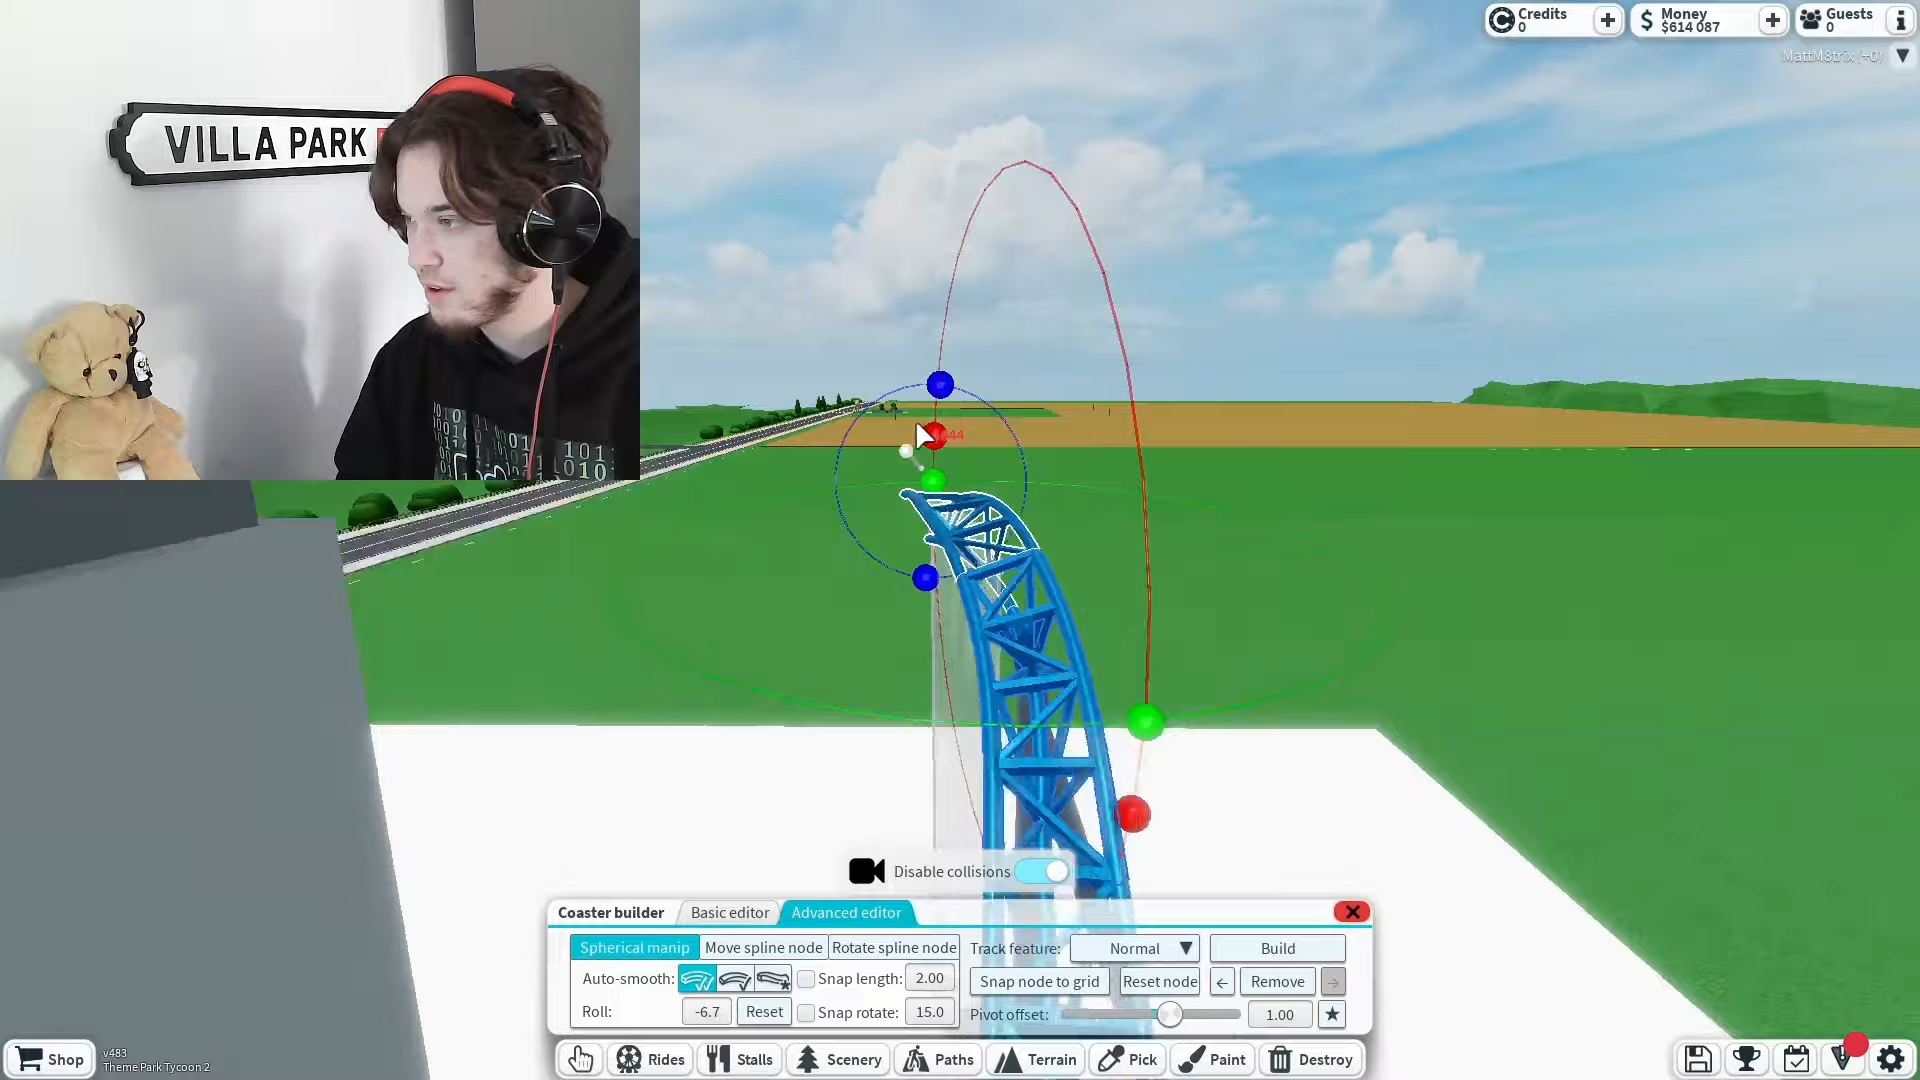 VILLA PARK
Credits
0
Money
$614 087
Guests
0
MattM8trix (+0)
Disable collisions
Coaster builder
Basic editor
Advanced editor
Spherical manip
Move spline node
Rotate spline node
Track feature:
Normal
Build
Auto-smooth:
Snap length:
2.00
Snap node to grid
Reset node
Remove
Roll:
-6.7
Reset
Snap rotate:
15.0
Pivot offset:
1.00
Shop
v483
Theme Park Tycoon 2
Rides
Stalls
Scenery
Paths
Terrain
Pick
Paint
Destroy